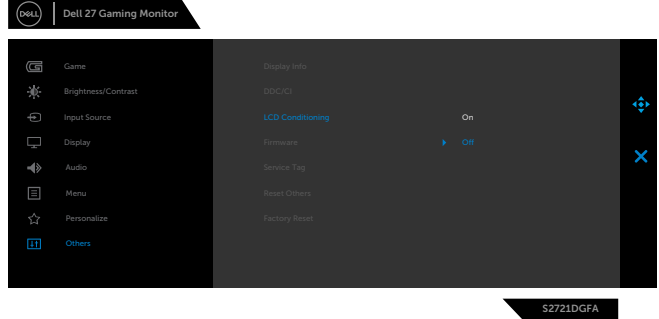 DELL
Dell 27 Gaming Monitor
Game
Display Info
Brightness/Contrast
DDC/CI
Input Source
LCD Conditioning
On
Display
Firmware
Off
Audio
Service Tag
Menu
Reset Others
Personalize
Factory Reset
Others
S2721DGFA